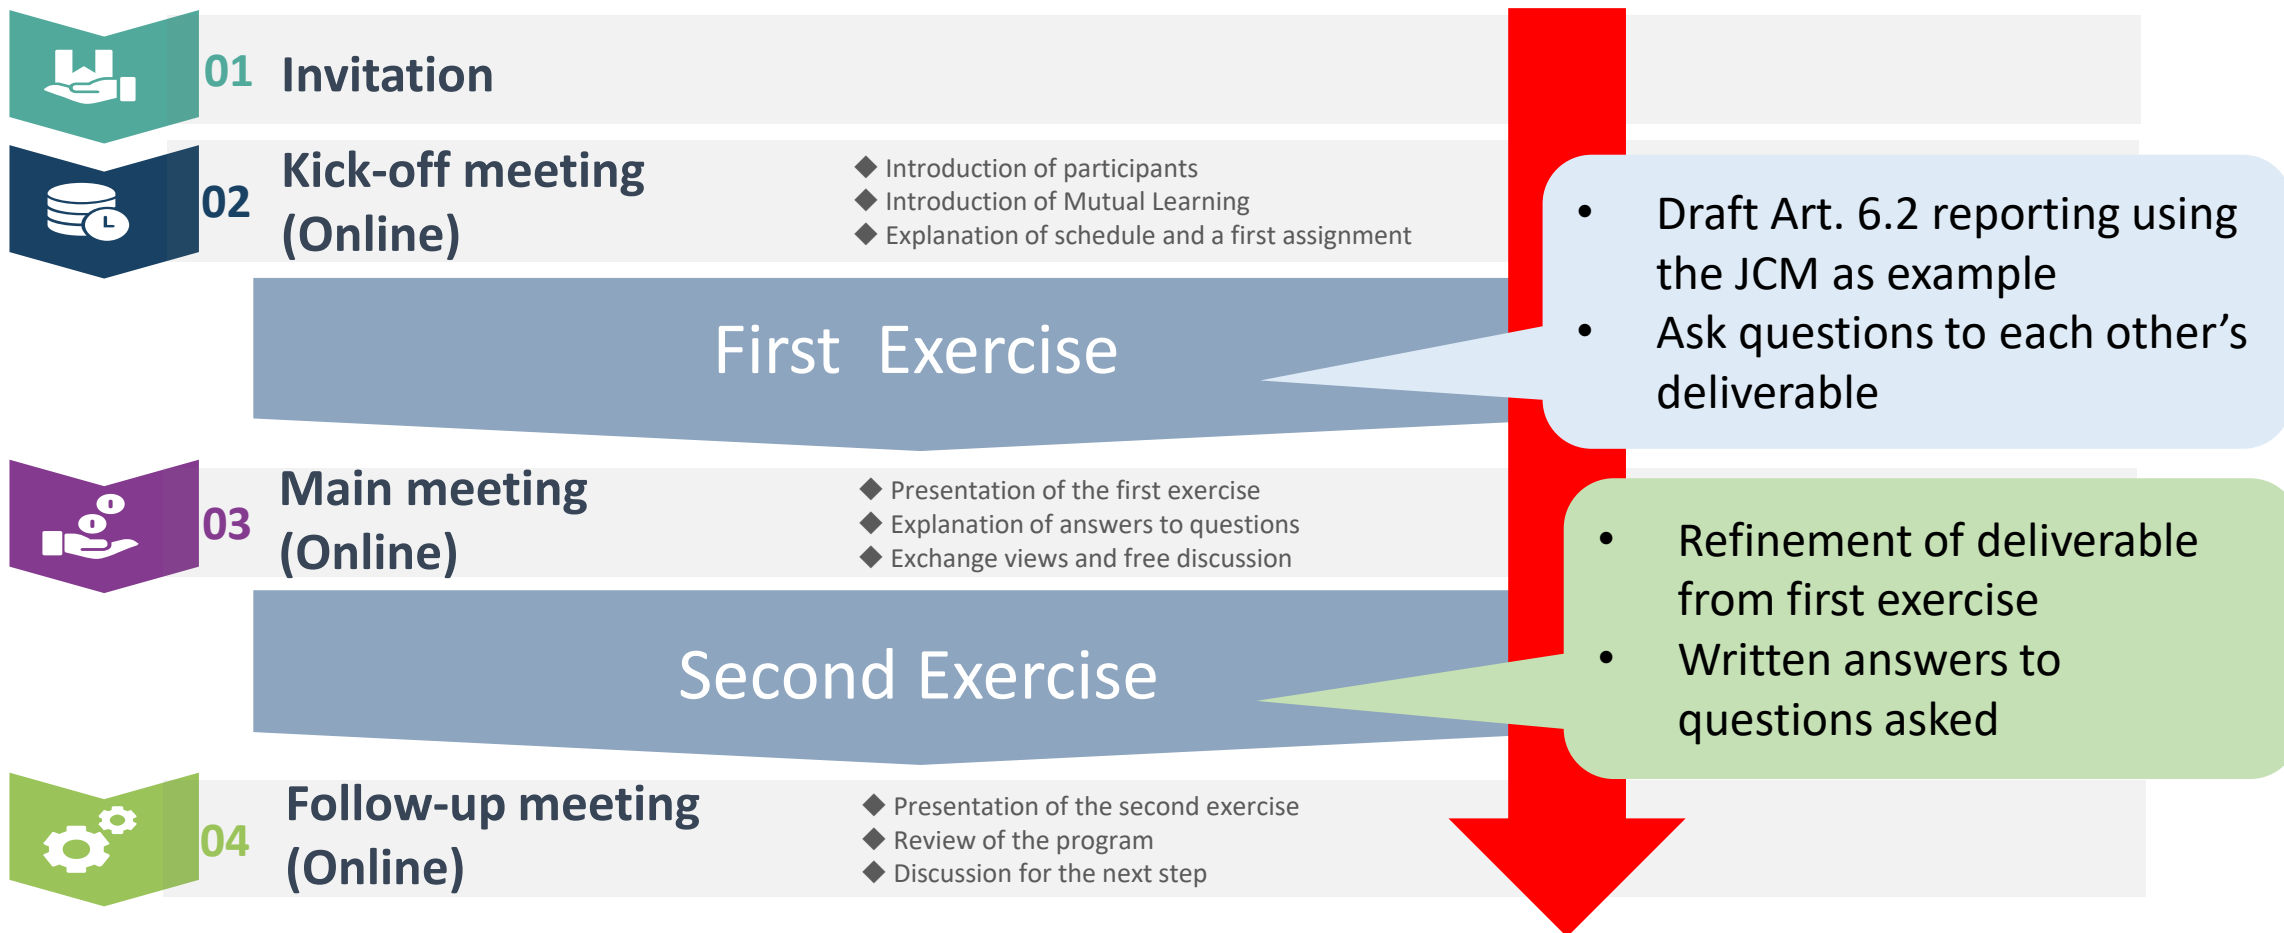 01 Invitation
02 Kick-off meeting
(Online)
◆ Introduction of participants
◆ Introduction of Mutual Learning
◆ Explanation of schedule and a first assignment
First Exercise
• Draft Art. 6.2 reporting using
the JCM as example
• Ask questions to each other’s
deliverable
03 Main meeting
(Online)
◆ Presentation of the first exercise
◆ Explanation of answers to questions
◆ Exchange views and free discussion
Second Exercise
• Refinement of deliverable
from first exercise
• Written answers to
questions asked
04 Follow-up meeting
(Online)
◆ Presentation of the second exercise
◆ Review of the program
◆ Discussion for the next step